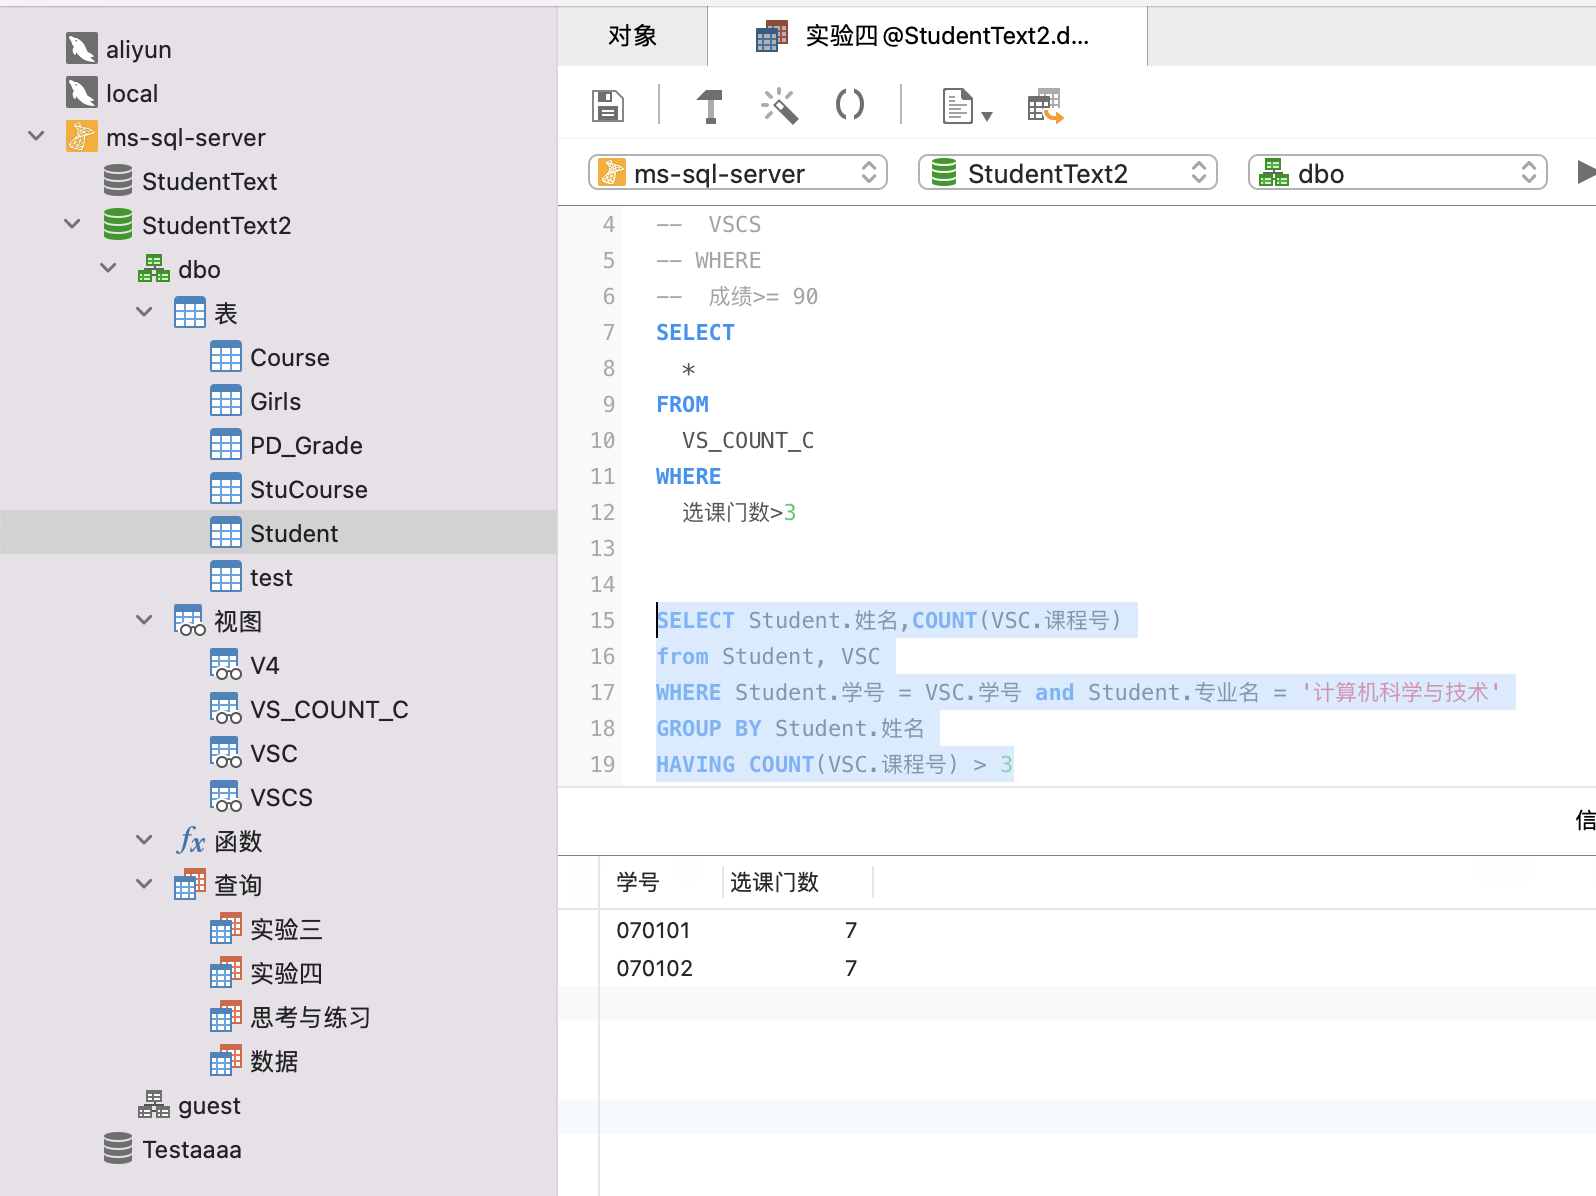 aliyun
local
ms-sql-server
StudentText
StudentText2
dbo
表
Course
Girls
PD_Grade
StuCourse
Student
test
视图
V4
VS_COUNT_C
VSC
VSCS
fx 函数
查询
实验三
实验四
思考与练习
数据
guest
Testaaaa
对象
实验四@StudentText2.d...
ms-sql-server
StudentText2
dbo
4 -- VSCS
5 -- WHERE
6 -- 成绩>= 90
7 SELECT
8 *
9 FROM
10 VS_COUNT_C
11 WHERE
12 选课门数>3
13
14
15 SELECT Student.姓名,COUNT(VSC.课程号)
16 from Student, VSC
17 WHERE Student.学号 = VSC.学号 and Student.专业名 = '计算机科学与技术'
18 GROUP BY Student.姓名
19 HAVING COUNT(VSC.课程号) > 3
信
学号 选课门数
070101 7
070102 7